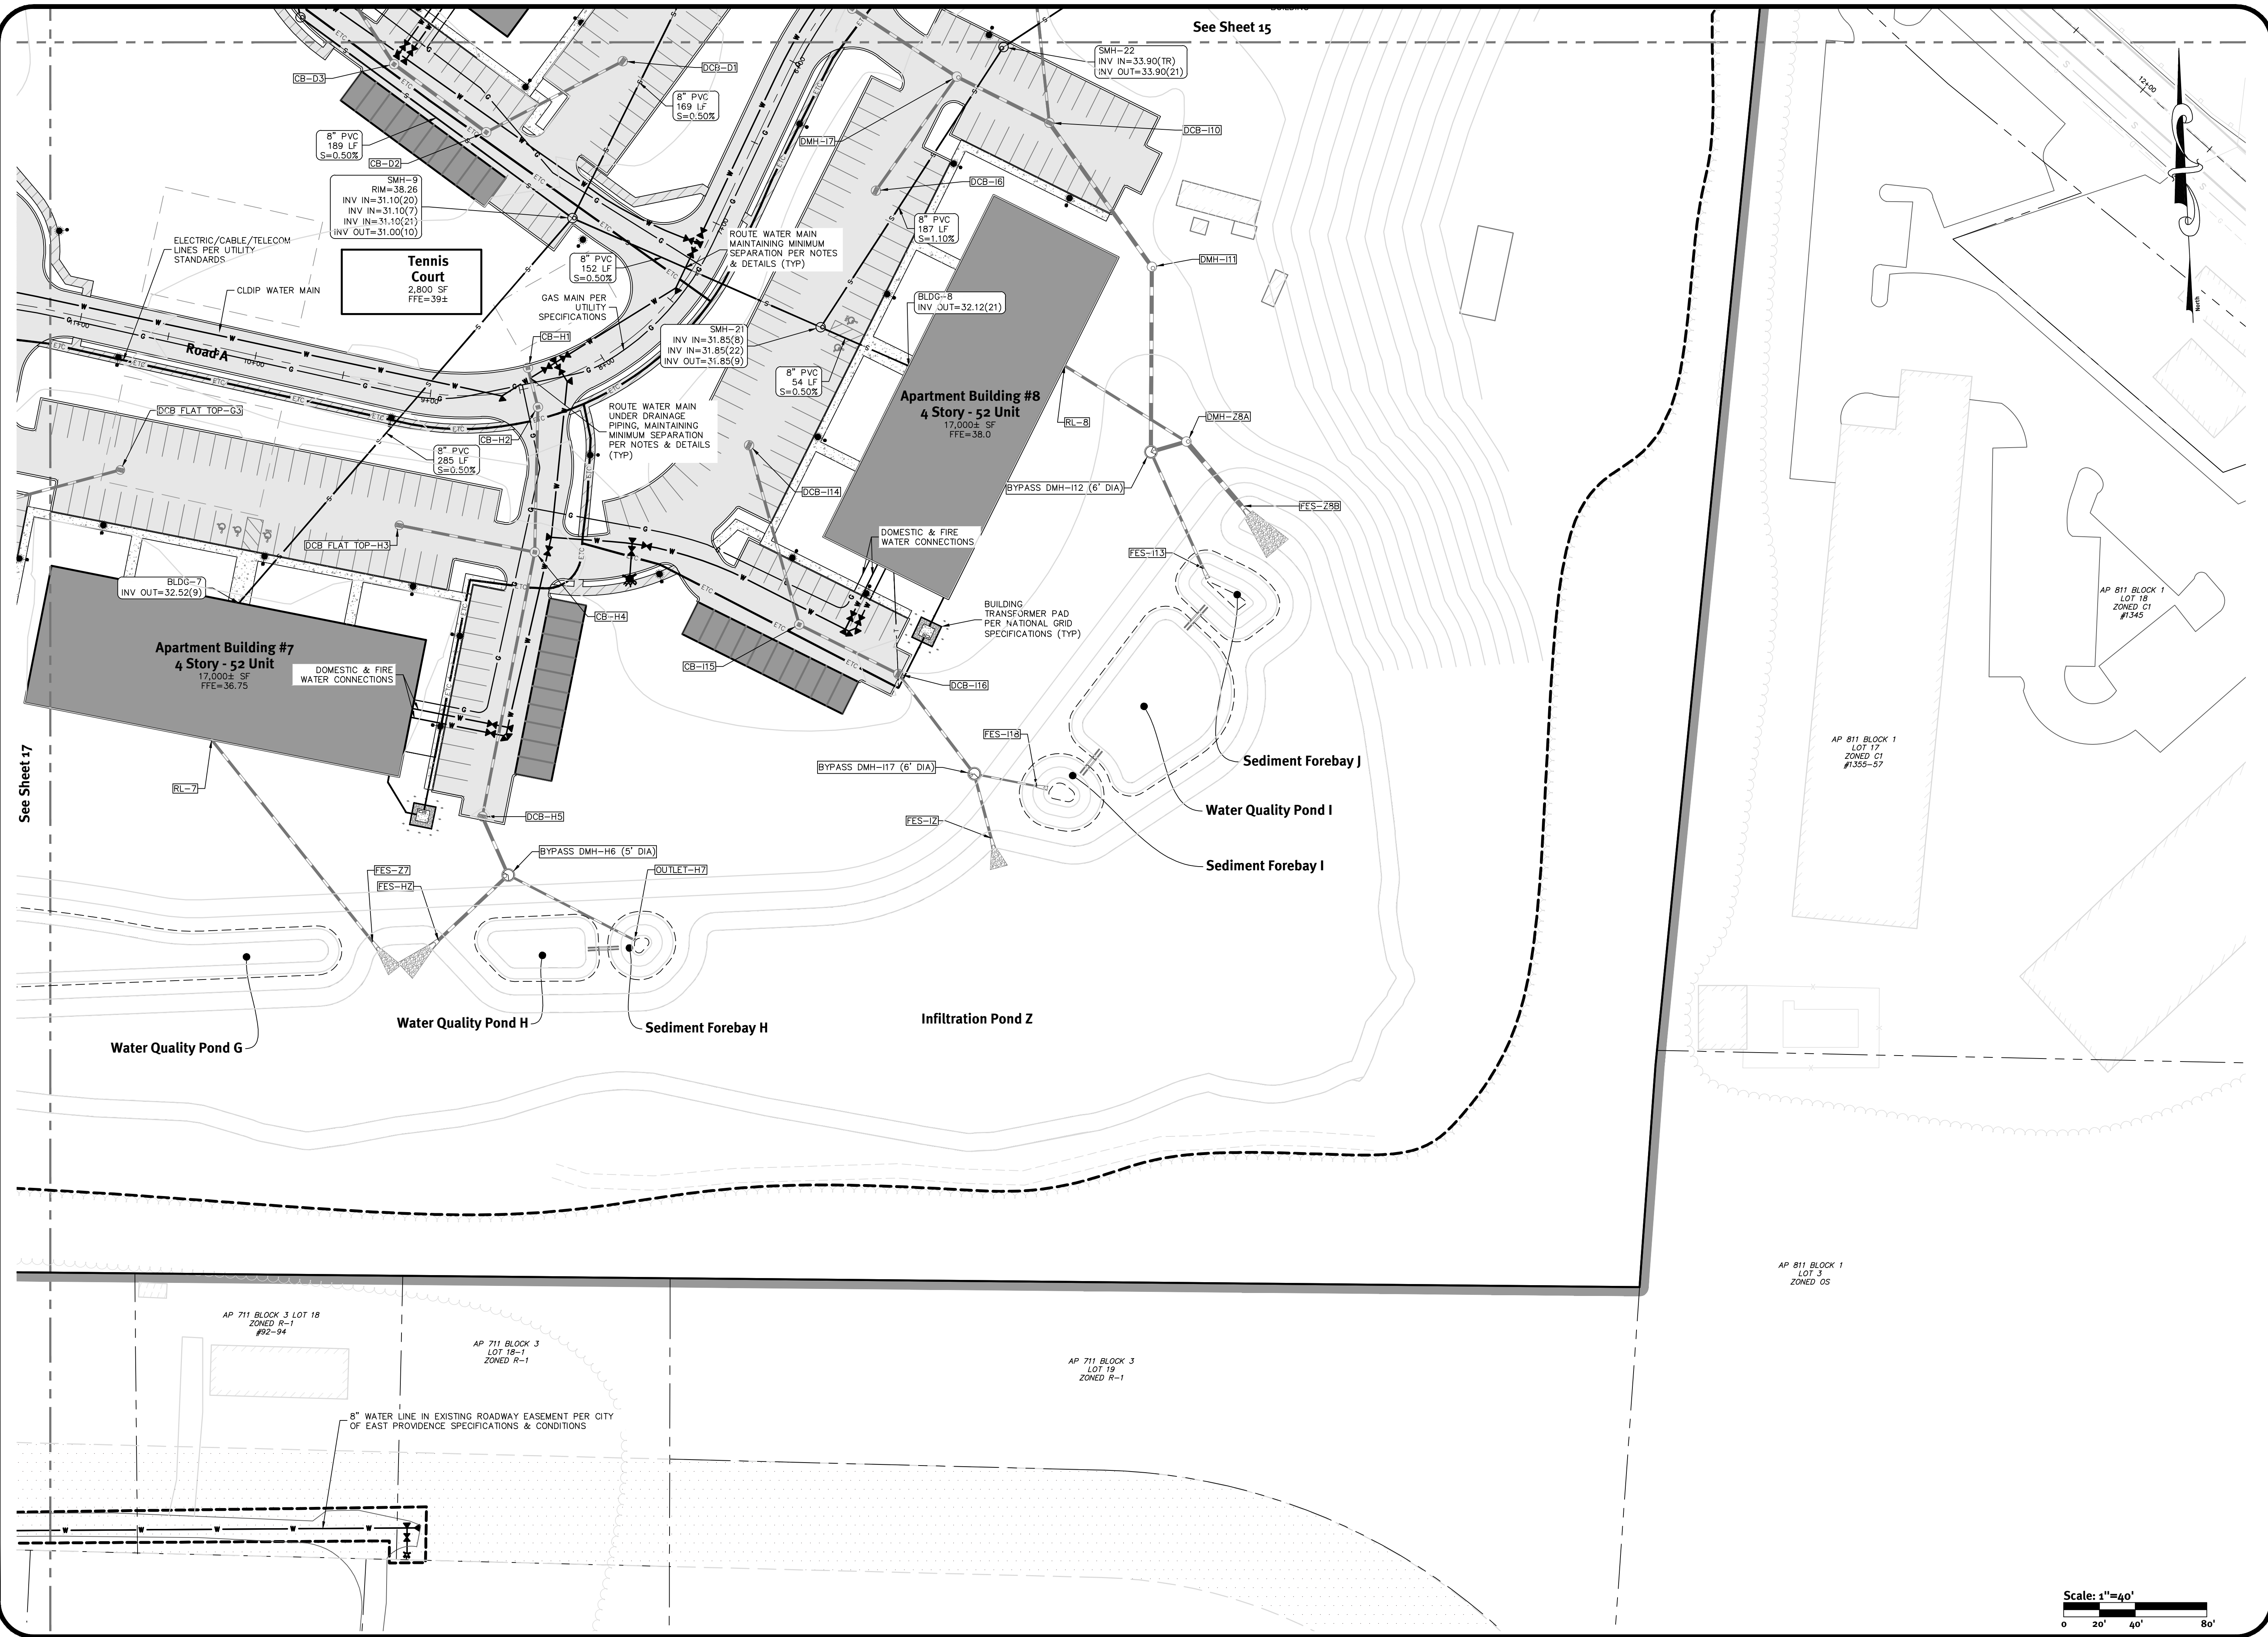 See Sheet 15
SMH-22
INV IN=33.90(TR)
INV OUT=33.90(21)
CB-D3
DCB-D1
8" PVC
169 LF
S=0.50%
8" PVC
189 LF
S=0.50%
CB-D2
DMH-I7
DCB-I10
DCB-I6
12+00
North
SMH-9
RIM=38.26
INV IN=31.10(20)
INV IN=31.10(7)
INV IN=31.10(21)
INV OUT=31.00(10)
8" PVC
187 LF
S=1.10%
ELECTRIC/CABLE/TELECOM
LINES PER UTILITY
STANDARDS
Tennis
Court
2,800 SF
FFE=39±
8" PVC
152 LF
S=0.50%
ROUTE WATER MAIN
MAINTAINING MINIMUM
SEPARATION PER NOTES
& DETAILS (TYP)
DMH-I11
CLDIP WATER MAIN
GAS MAIN PER
UTILITY
SPECIFICATIONS
BLDG-8
INV OUT=32.12(21)
SMH-21
INV IN=31.85(8)
INV IN=31.85(22)
INV OUT=31.85(9)
CB-H1
11+00
Road A
10+00
9+00
8+00
7+00
8" PVC
54 LF
S=0.50%
Apartment Building #8
4 Story - 52 Unit
17,000± SF
FFE=38.0
RL-8
DMH-Z8A
DCB FLAT TOP-G3
ROUTE WATER MAIN
UNDER DRAINAGE
PIPING, MAINTAINING
MINIMUM SEPARATION
PER NOTES & DETAILS
(TYP)
CB-H2
8" PVC
285 LF
S=0.50%
DCB-I14
BYPASS DMH-I12 (6' DIA)
FES-Z8B
DCB FLAT TOP-H3
DOMESTIC & FIRE
WATER CONNECTIONS
FES-I13
BLDG-7
INV OUT=32.52(9)
CB-H4
BUILDING
TRANSFORMER PAD
PER NATIONAL GRID
SPECIFICATIONS (TYP)
AP 811 BLOCK 1
LOT 18
ZONED C1
#1345
Apartment Building #7
4 Story - 52 Unit
17,000± SF
FFE=36.75
DOMESTIC & FIRE
WATER CONNECTIONS
CB-I15
DCB-I16
FES-I18
AP 811 BLOCK 1
LOT 17
ZONED C1
#1355-57
See Sheet 17
RL-7
BYPASS DMH-I17 (6' DIA)
Sediment Forebay J
DCB-H5
FES-IZ
Water Quality Pond I
BYPASS DMH-H6 (5' DIA)
Sediment Forebay I
FES-Z7
FES-HZ
OUTLET-H7
Water Quality Pond H
Sediment Forebay H
Infiltration Pond Z
Water Quality Pond G
AP 811 BLOCK 1
LOT 3
ZONED OS
AP 711 BLOCK 3 LOT 18
ZONED R-1
#92-94
AP 711 BLOCK 3
LOT 18-1
ZONED R-1
AP 711 BLOCK 3
LOT 19
ZONED R-1
8" WATER LINE IN EXISTING ROADWAY EASEMENT PER CITY
OF EAST PROVIDENCE SPECIFICATIONS & CONDITIONS
Scale: 1"=40'
0 20' 40' 80'